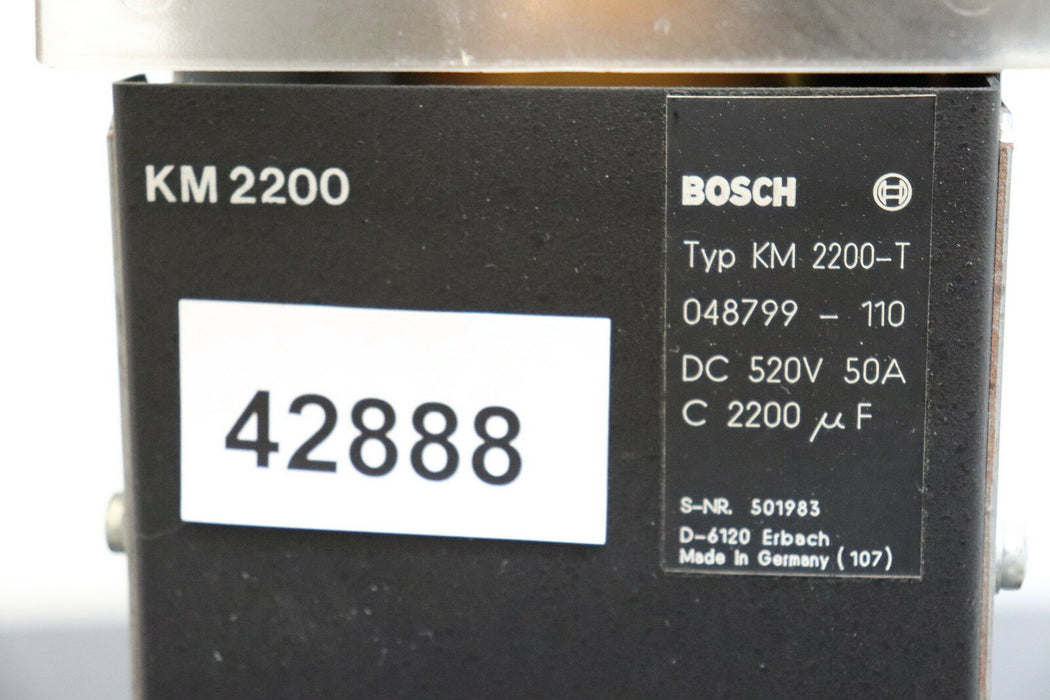 KM 2200
42888
BOSCH
Typ KM 2200-T
048799 - 110
DC 520V 50A
C 2200 µF
S-NR. 501983
D-6120 Erbach
Made in Germany (107)